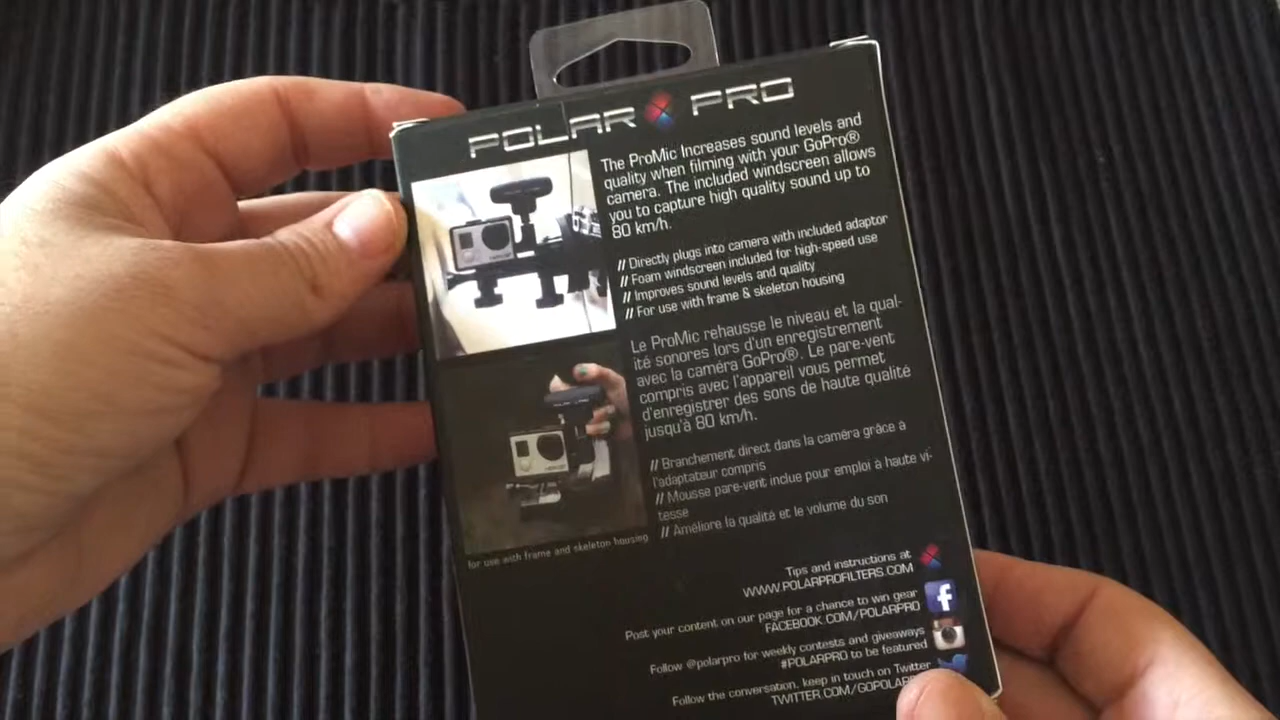 POLAR PRO
The ProMic Increases sound levels and
quality when filming with your GoPro®
camera. The included windscreen allows
you to capture high quality sound up to
80 km/h.
// Directly plugs into camera with included adaptor
// Foam windscreen included for high-speed use
// Improves sound levels and quality
// For use with frame & skeleton housing
Le ProMic rehausse le niveau et la qual-
ité sonores lors d'un enregistrement
avec la caméra GoPro®. Le pare-vent
compris avec l'appareil vous permet
d'enregistrer des sons de haute qualité
jusqu'à 80 km/h.
// Branchement direct dans la caméra grâce à
l'adaptateur compris
// Mousse pare-vent inclue pour emploi à haute vi-
tesse
// Améliore la qualité et le volume du son
for use with frame and skeleton housing
Tips and instructions at
WWW.POLARPROFILTERS.COM
Post your content on our page for a chance to win gear
FACEBOOK.COM/POLARPRO
Follow @polarpro for weekly contests and giveaways
#POLARPRO to be featured
Follow the conversation, keep in touch on Twitter